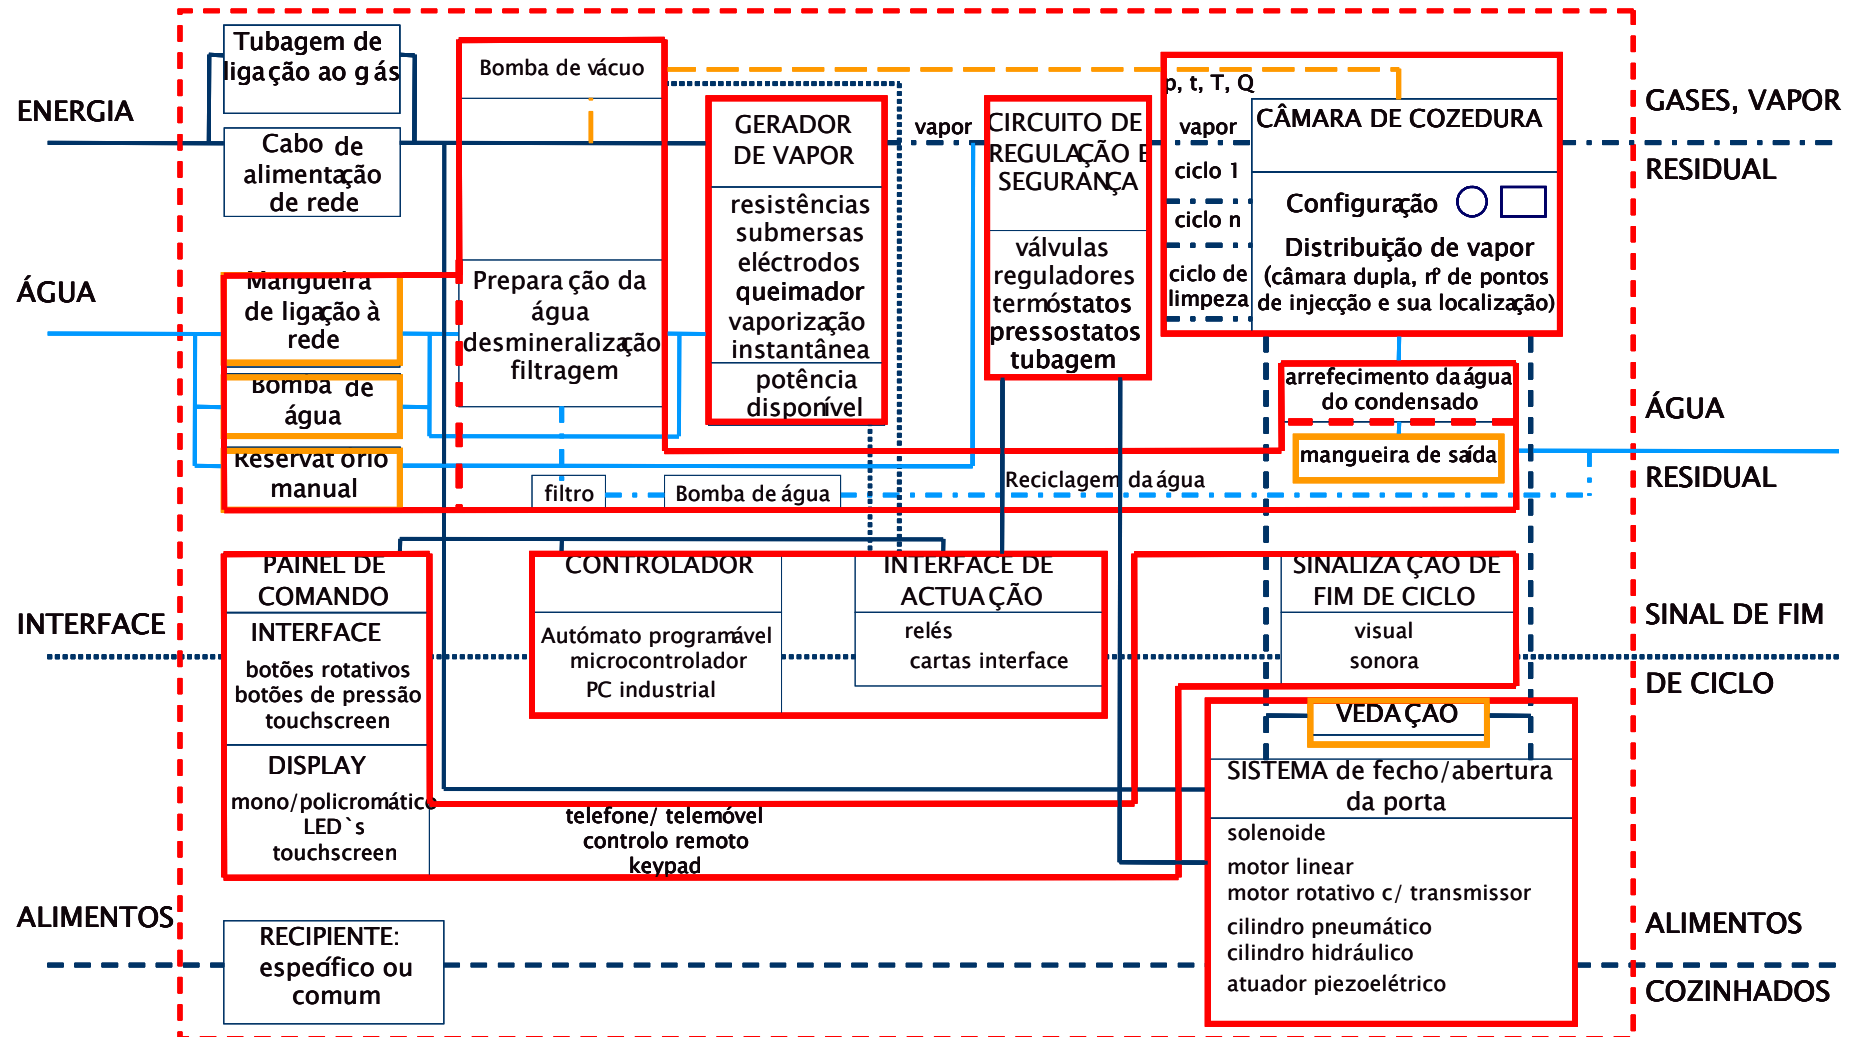 ENERGIA
ÁGUA
INTERFACE
ALIMENTOS
Tubagem de
ligação ao gás
Cabo de
alimentação
de rede
Mangueira
de ligação à
rede
Bomba de
água
Reservatório
manual
Bomba de vácuo
Preparação da
água
desmineralização
filtragem
filtro
Bomba de água
Reciclagem da água
GERADOR
DE VAPOR
resistências
submersas
eléctrodos
queimador
vaporização
instantânea
potência
disponível
vapor
CIRCUITO DE
REGULAÇÃO E
SEGURANÇA
válvulas
reguladores
termóstatos
pressostatos
tubagem
p, t, T, Q
vapor
ciclo 1
ciclo n
ciclo de
limpeza
CÂMARA DE COZEDURA
Configuração
Distribuição de vapor
(câmara dupla, nº de pontos
de injecção e sua localização)
arrefecimento da água
do condensado
mangueira de saída
PAINEL DE
COMANDO
INTERFACE
botões rotativos
botões de pressão
touchscreen
DISPLAY
mono/policromático
LED`s
touchscreen
telefone/ telemóvel
controlo remoto
keypad
CONTROLADOR
Autómato programável
microcontrolador
PC industrial
INTERFACE DE
ACTUAÇÃO
relés
cartas interface
SINALIZAÇÃO DE
FIM DE CICLO
visual
sonora
VEDAÇÃO
SISTEMA de fecho/abertura
da porta
solenoide
motor linear
motor rotativo c/ transmissor
cilindro pneumático
cilindro hidráulico
atuador piezoelétrico
RECIPIENTE:
específico ou
comum
GASES, VAPOR
RESIDUAL
ÁGUA
RESIDUAL
SINAL DE FIM
DE CICLO
ALIMENTOS
COZINHADOS